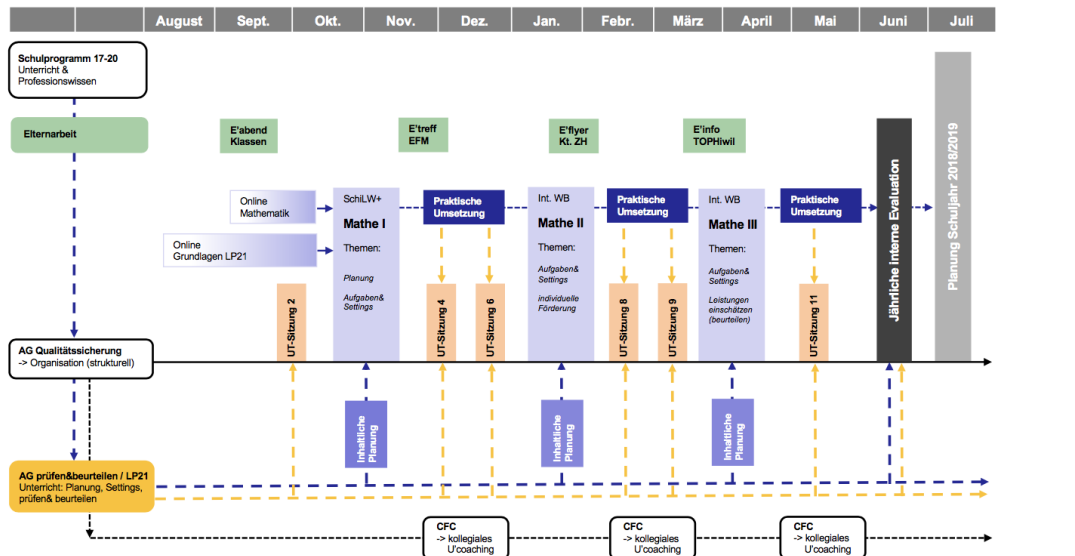 August
Sept.
Okt.
Nov.
Dez.
Jan.
Febr.
März
April
Mai
Juni
Juli
Schulprogramm 17-20
Unterricht &
Professionswissen
Elternarbeit
E'abend
Klassen
E'treff
EFM
E'flyer
Kt. ZH
E'info
TOPHiwil
Online
Mathematik
Online
Grundlagen LP21
SchiLW+
Mathe I
Themen:
Planung
Aufgaben&
Settings
Praktische
Umsetzung
Int. WB
Mathe II
Themen:
Aufgaben&
Settings
individuelle
Förderung
Praktische
Umsetzung
Int. WB
Mathe III
Themen:
Aufgaben&
Settings
Leistungen
einschätzen
(beurteilen)
Praktische
Umsetzung
Jährliche interne Evaluation
Planung Schuljahr 2018/2019
UT-Sitzung 2
UT-Sitzung 4
UT-Sitzung 6
UT-Sitzung 8
UT-Sitzung 9
UT-Sitzung 11
AG Qualitätssicherung
-> Organisation (strukturell)
Inhaltliche
Planung
Inhaltliche
Planung
Inhaltliche
Planung
AG prüfen&beurteilen / LP21
Unterricht: Planung, Settings,
prüfen& beurteilen
CFC
-> kollegiales
U'coaching
CFC
-> kollegiales
U'coaching
CFC
-> kollegiales
U'coaching